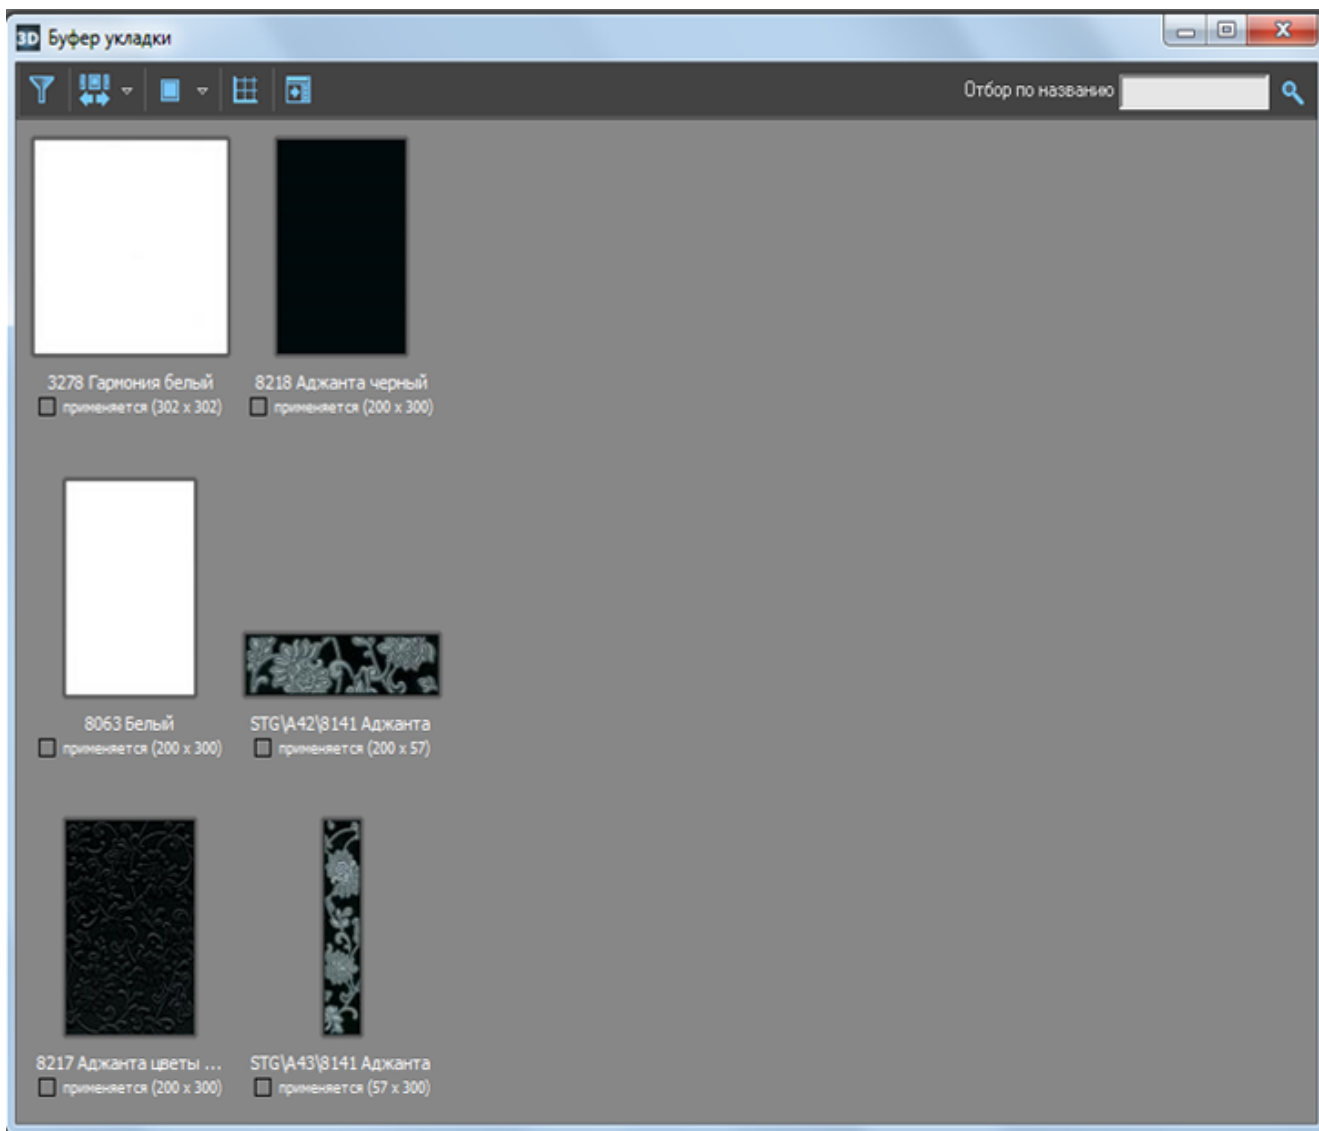 3D Буфер укладки
Отбор по названию
3278 Гармония белый
применяется (302 x 302)
8218 Аджанта черный
применяется (200 x 300)
8063 Белый
применяется (200 x 300)
STG\A42\8141 Аджанта
применяется (200 x 57)
8217 Аджанта цветы ...
применяется (200 x 300)
STG\A43\8141 Аджанта
применяется (57 x 300)